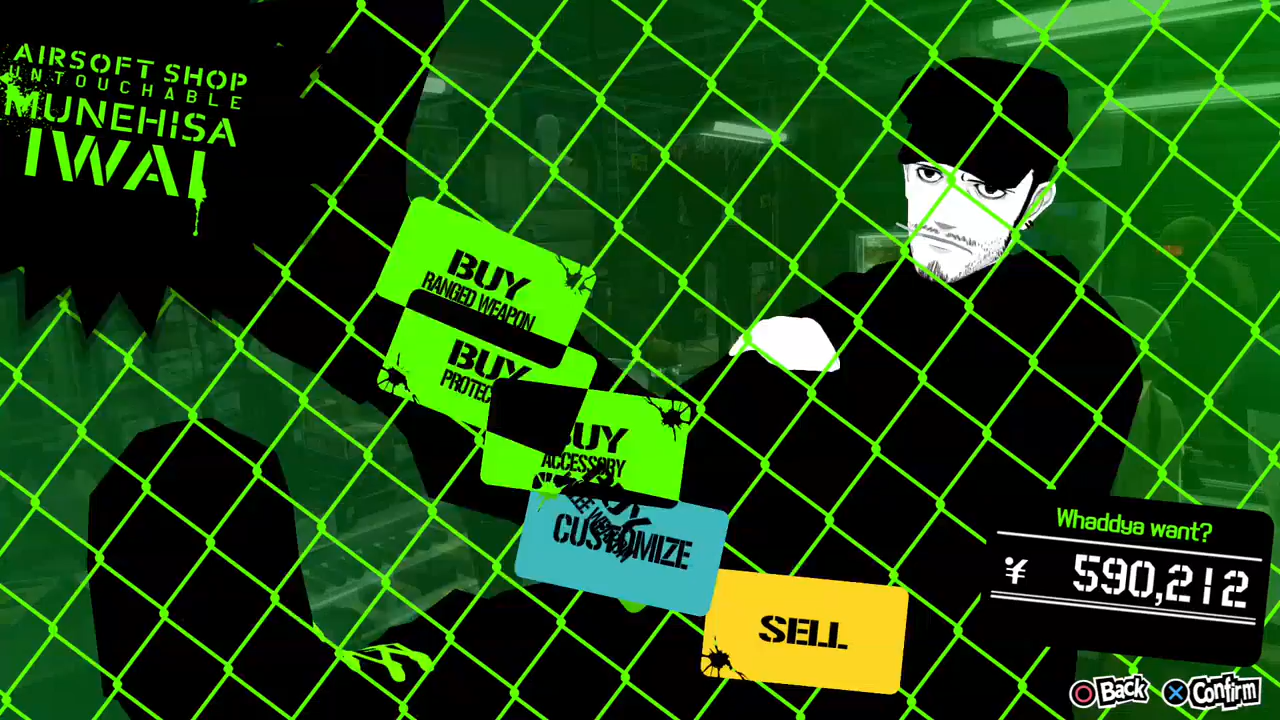 AIRSOFT SHOP
UNTOUCHABLE
MUNEHISA
IWAI
BUY
RANGED WEAPON
BUY
PROTEC
BUY
ACCESSORY
CUSTOMIZE
SELL
Whaddya want?
¥ 590,212
Back Confirm